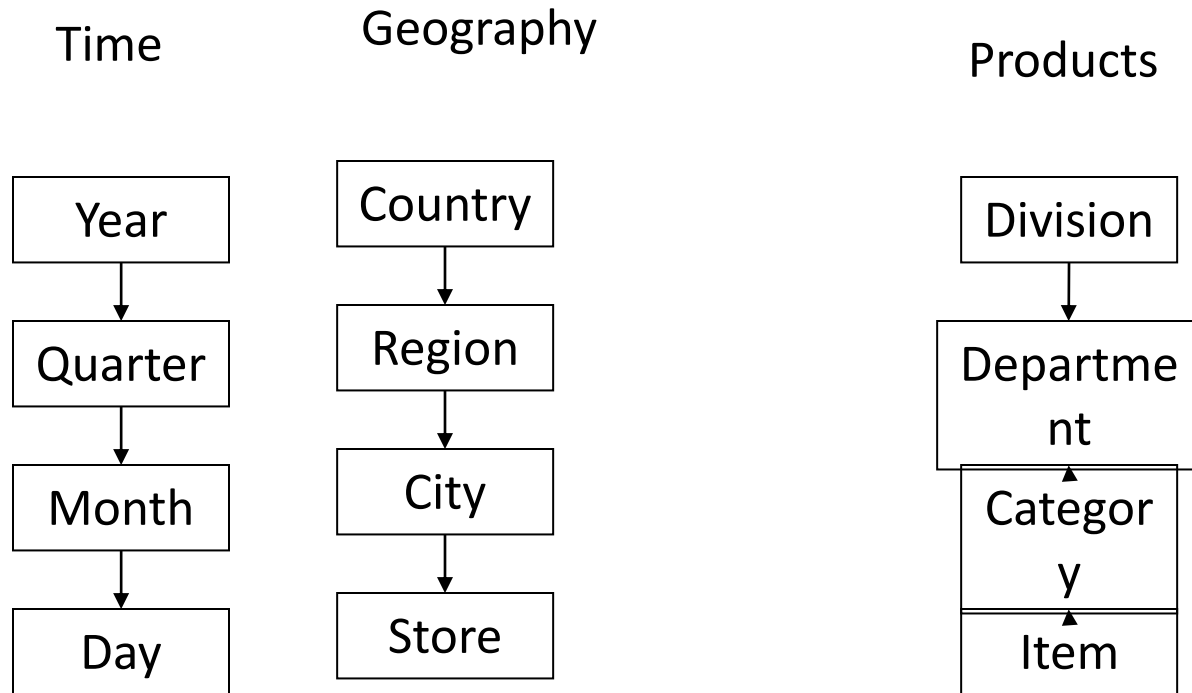 Time
Geography
Products
Year
Quarter
Month
Day
Country
Region
City
Store
Division
Departme
nt
Categor
y
Item